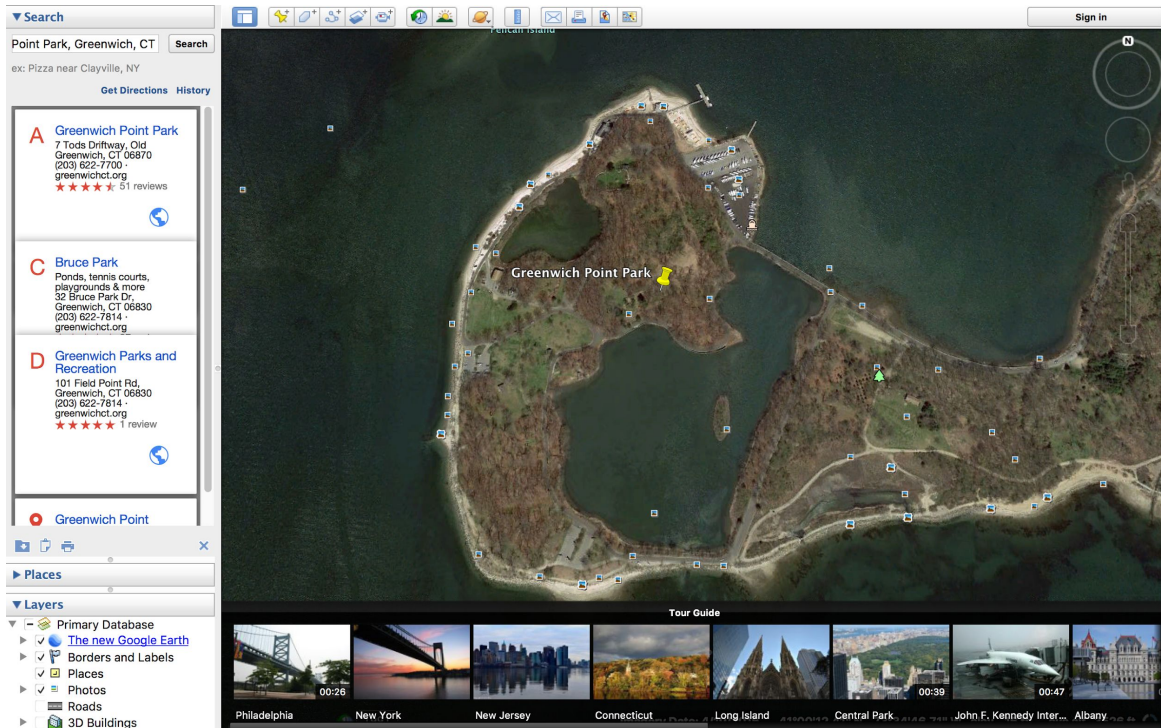 Search
Point Park, Greenwich, CT
Search
ex: Pizza near Clayville, NY
Get Directions History
A
Greenwich Point Park
7 Tods Driftway, Old
Greenwich, CT 06870
(203) 622-7700 ·
greenwichct.org
51 reviews
C
Bruce Park
Ponds, tennis courts,
playgrounds & more
32 Bruce Park Dr,
Greenwich, CT 06830
(203) 622-7814 ·
greenwichct.org
D
Greenwich Parks and
Recreation
101 Field Point Rd,
Greenwich, CT 06830
(203) 622-7814 ·
greenwichct.org
1 review
Greenwich Point
Places
Layers
Primary Database
The new Google Earth
Borders and Labels
Places
Photos
Roads
3D Buildings
Sign in
Pelican Island
N
Greenwich Point Park
Tour Guide
00:26
00:39
00:47
Philadelphia
New York
New Jersey
Connecticut
Long Island
Central Park
John F. Kennedy Inter...
Albany